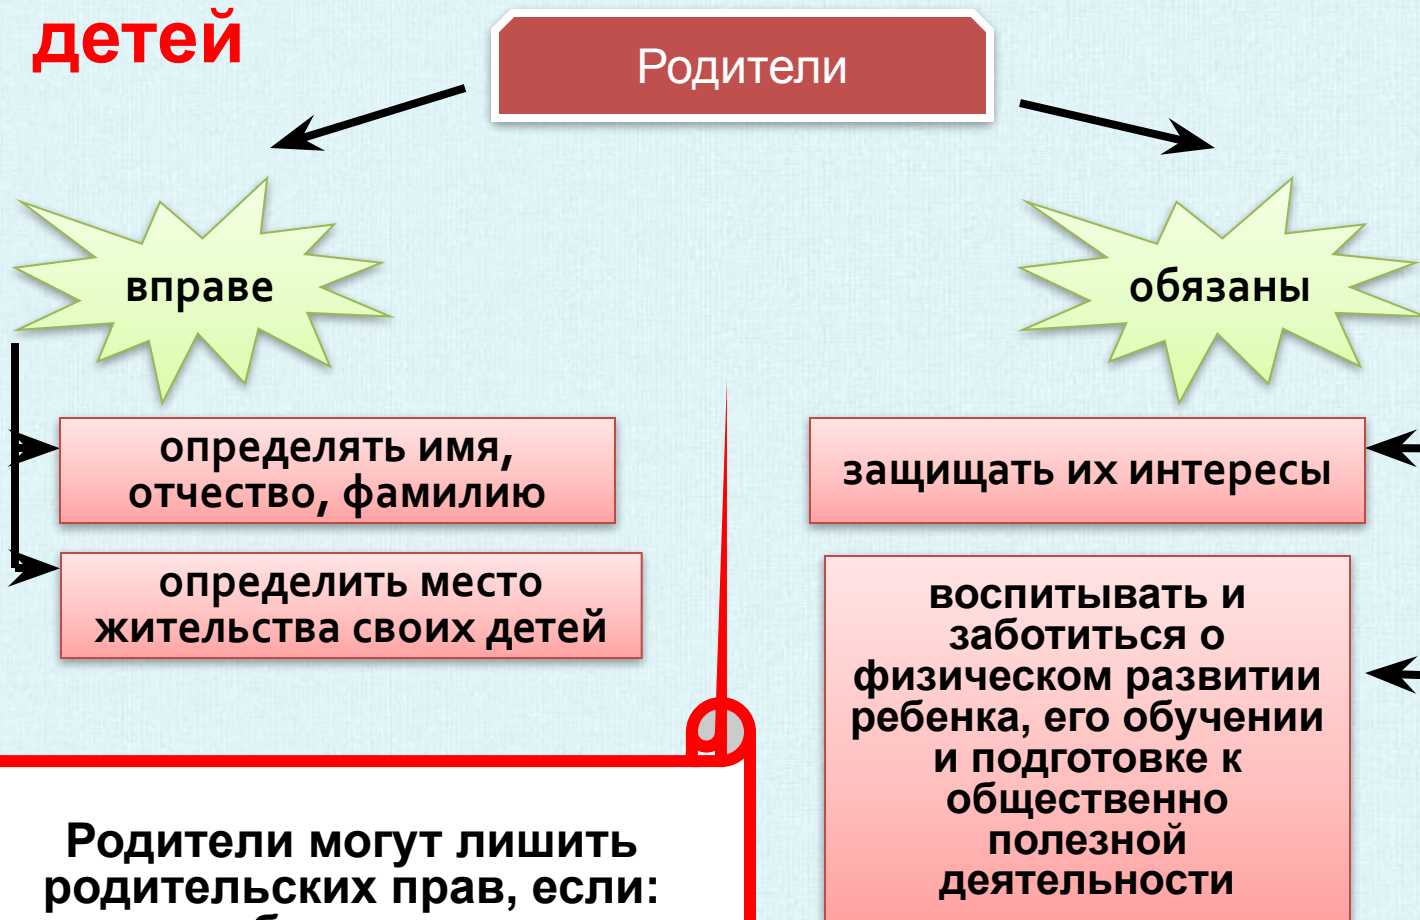 детей
Родители
вправе
обязаны
определять имя,
отчество, фамилию
определить место
жительства своих детей
защищать их интересы
воспитывать и
заботиться о
физическом развитии
ребенка, его обучении
и подготовке к
общественно
полезной
деятельности
Родители могут лишить
родительских прав, если: